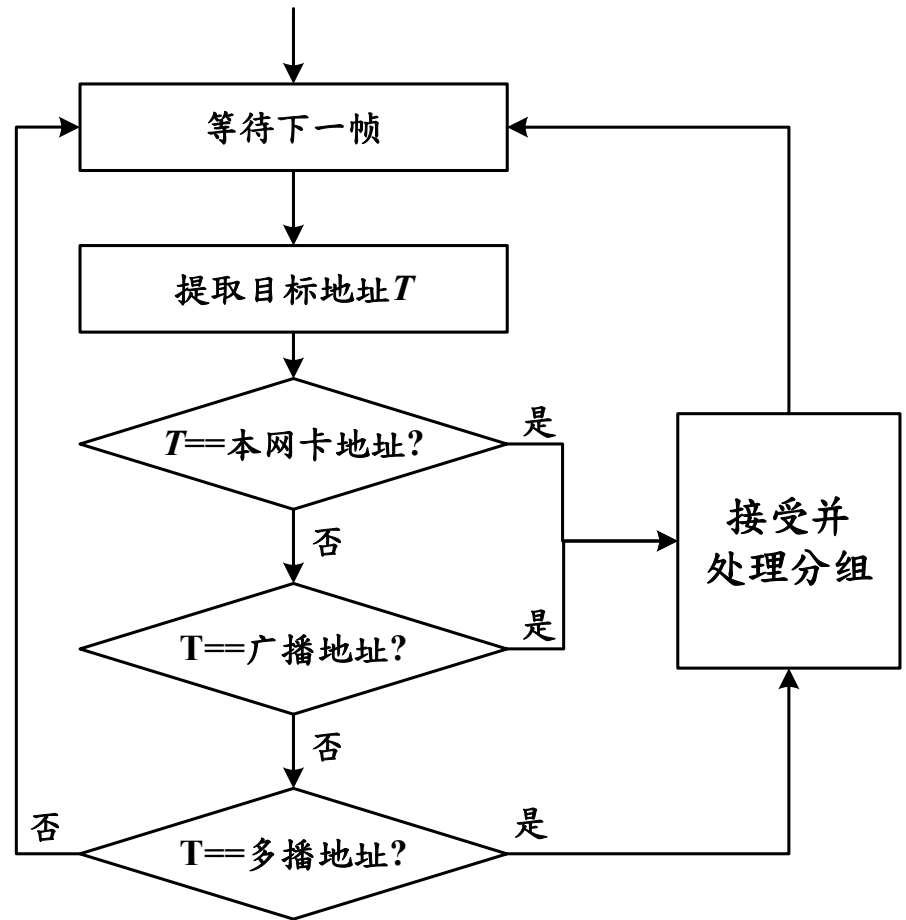 等待下一帧
提取目标地址T
T==本网卡地址?
是
否
接受并
处理分组
T==广播地址?
是
否
T==多播地址?
是
否